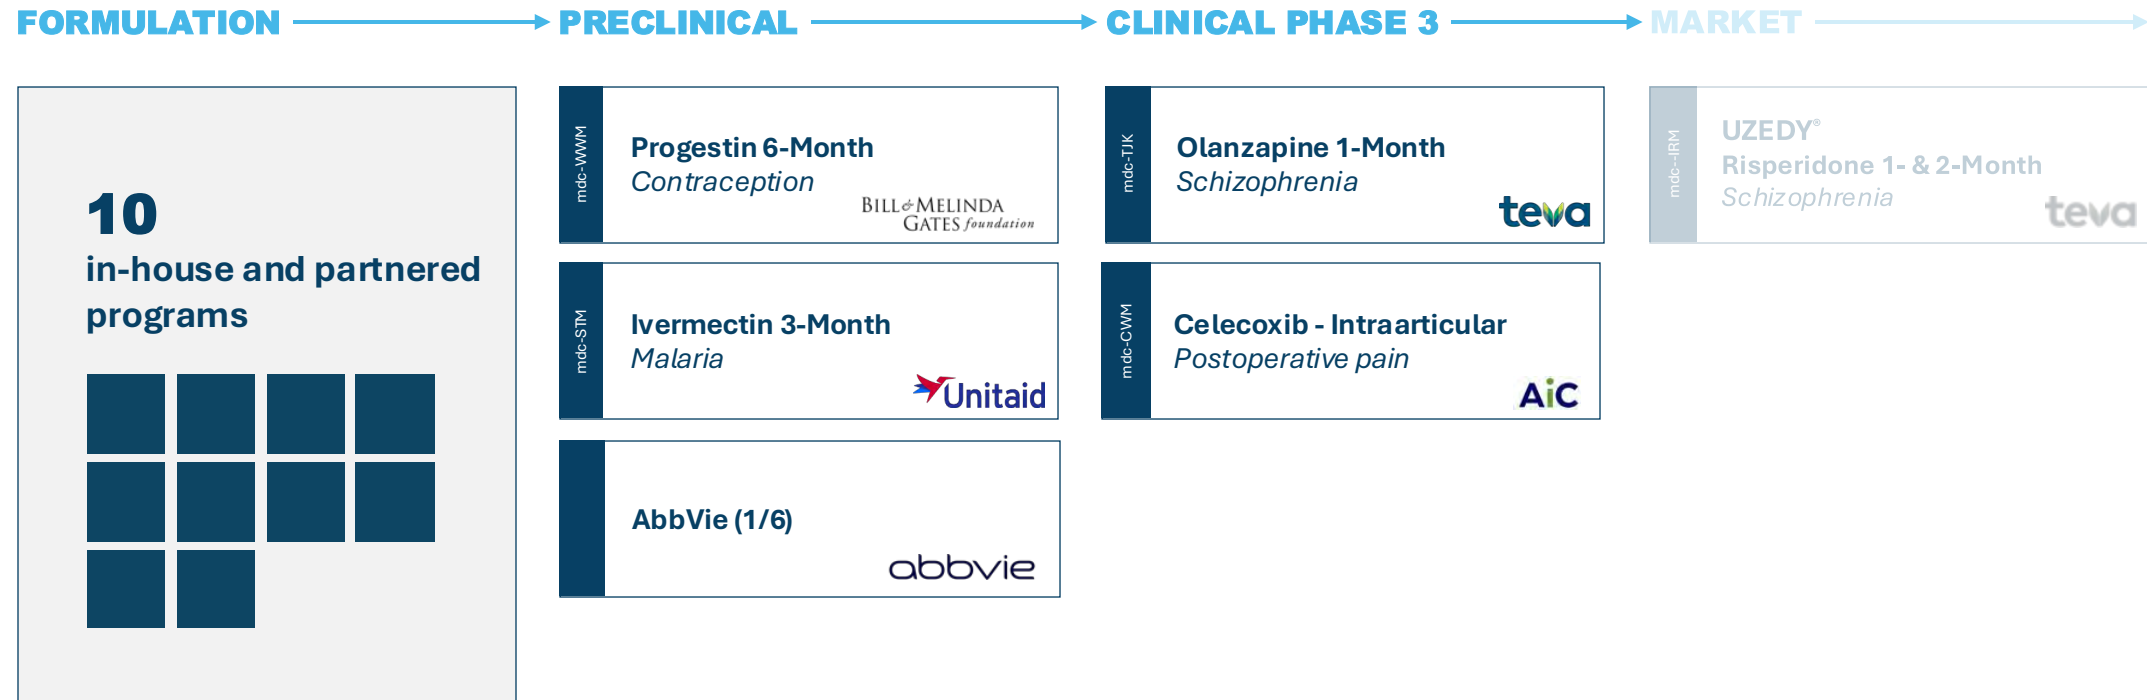 FORMULATION
PRECLINICAL
CLINICAL PHASE 3
MARKET
10
in-house and partnered
programs
mdc-WWM
Progestin 6-Month
Contraception
BILL & MELINDA
GATES foundation
mdc-STM
Ivermectin 3-Month
Malaria
Unitaid
AbbVie (1/6)
abbvie
mdc-TJK
Olanzapine 1-Month
Schizophrenia
teva
mdc-CWM
Celecoxib - Intraarticular
Postoperative pain
AiC
mdc--IRM
UZEDY®
Risperidone 1- & 2-Month
Schizophrenia
teva